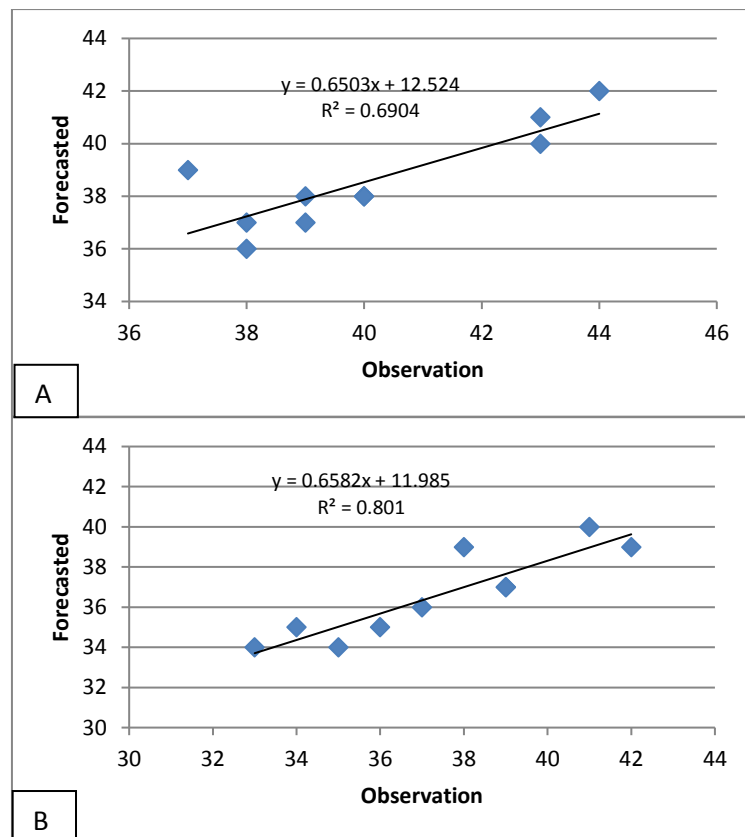 44
42
40
38
36
34
Forecasted
y = 0.6503x + 12.524
R² = 0.6904
36 38 40 42 44 46
Observation
A
44
42
40
38
36
34
32
30
Forecasted
y = 0.6582x + 11.985
R² = 0.801
30 32 34 36 38 40 42 44
Observation
B